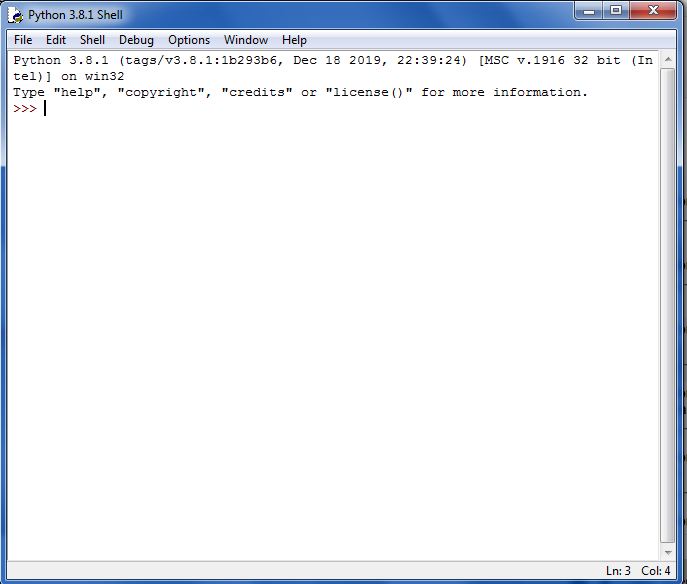 Python 3.8.1 Shell
File Edit Shell Debug Options Window Help
Python 3.8.1 (tags/v3.8.1:1b293b6, Dec 18 2019, 22:39:24) [MSC v.1916 32 bit (In
tel)] on win32
Type "help", "copyright", "credits" or "license()" for more information.
>>>
Ln: 3 Col: 4